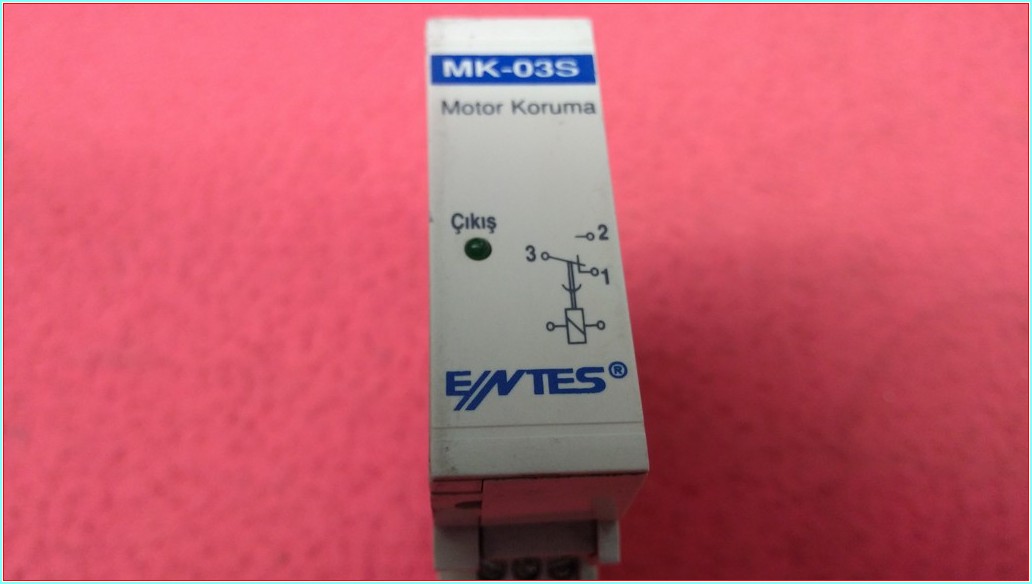 MK-03S
Motor Koruma
Çıkış
2
3
1
ENTES®